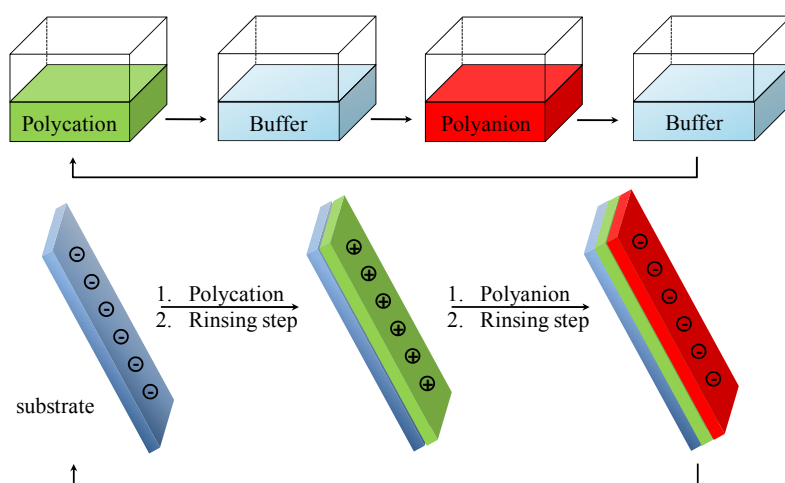 Polycation
Buffer
Polyanion
Buffer
1. Polycation
2. Rinsing step
1. Polyanion
2. Rinsing step
substrate
- - - - - -
+ + + + + +
- - - - - -